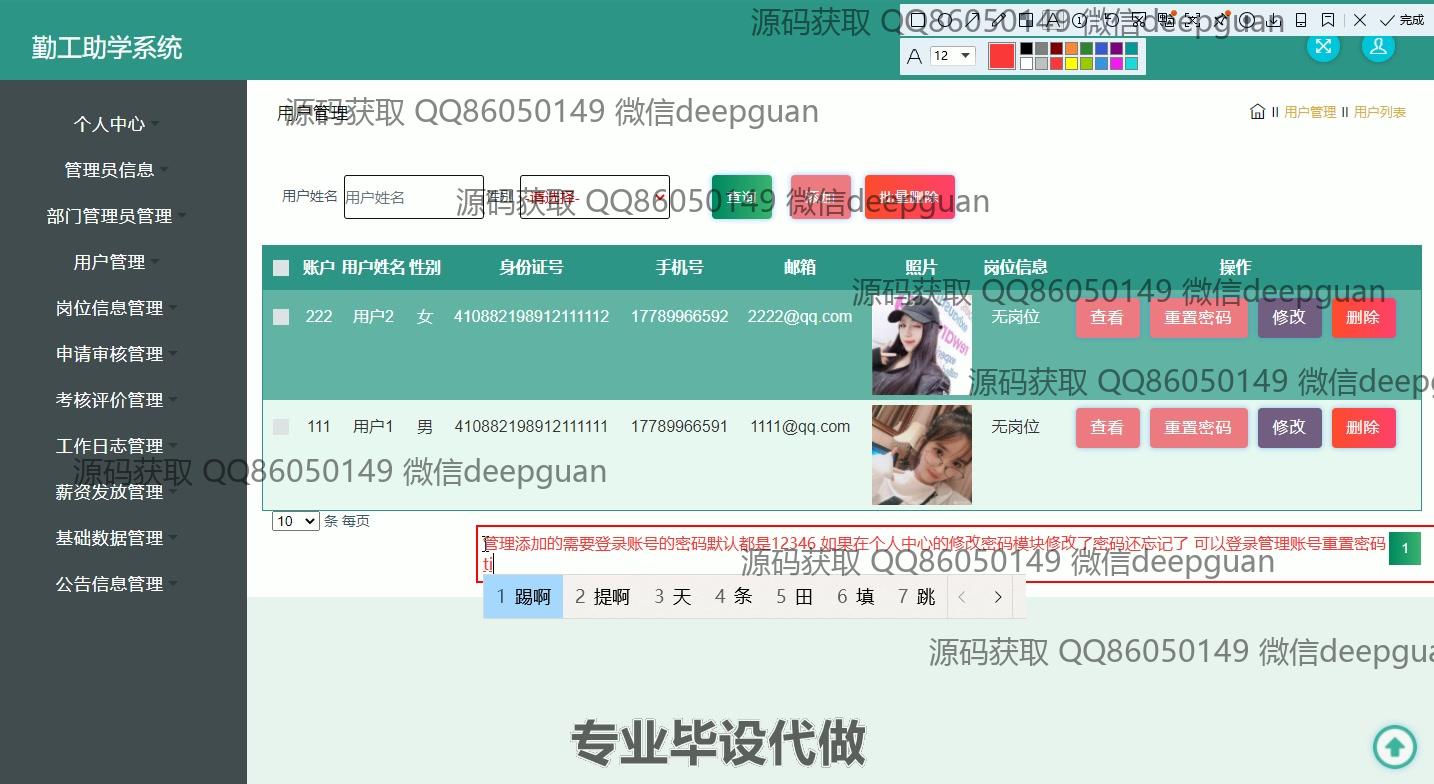 源码获取 QQ86050149 微信deepguan
完成
勤工助学系统
A 12
个人中心
管理员信息
部门管理员管理
用户管理
岗位信息管理
申请审核管理
考核评价管理
工作日志管理
薪资发放管理
基础数据管理
公告信息管理
用户管理
源码获取 QQ86050149 微信deepguan
用户管理 用户列表
用户姓名 用户姓名 性别 -请选择- 查询 添加 批量删除
源码获取 QQ86050149 微信deepguan
账户 用户姓名 性别 身份证号 手机号 邮箱 照片 岗位信息 操作
源码获取 QQ86050149 微信deepguan
222 用户2 女 410882198912111112 17789966592 2222@qq.com 无岗位 查看 重置密码 修改 删除
源码获取 QQ86050149 微信deep
111 用户1 男 410882198912111111 17789966591 1111@qq.com 无岗位 查看 重置密码 修改 删除
源码获取 QQ86050149 微信deepguan
10 条 每页
管理添加的需要登录账号的密码默认都是12346 如果在个人中心的修改密码模块修改了密码还忘记了 可以登录管理账号重置密码 1
ti
源码获取 QQ86050149 微信deepguan
1 踢啊 2 提啊 3 天 4 条 5 田 6 填 7 跳
源码获取 QQ86050149 微信deepgua
专业毕设代做